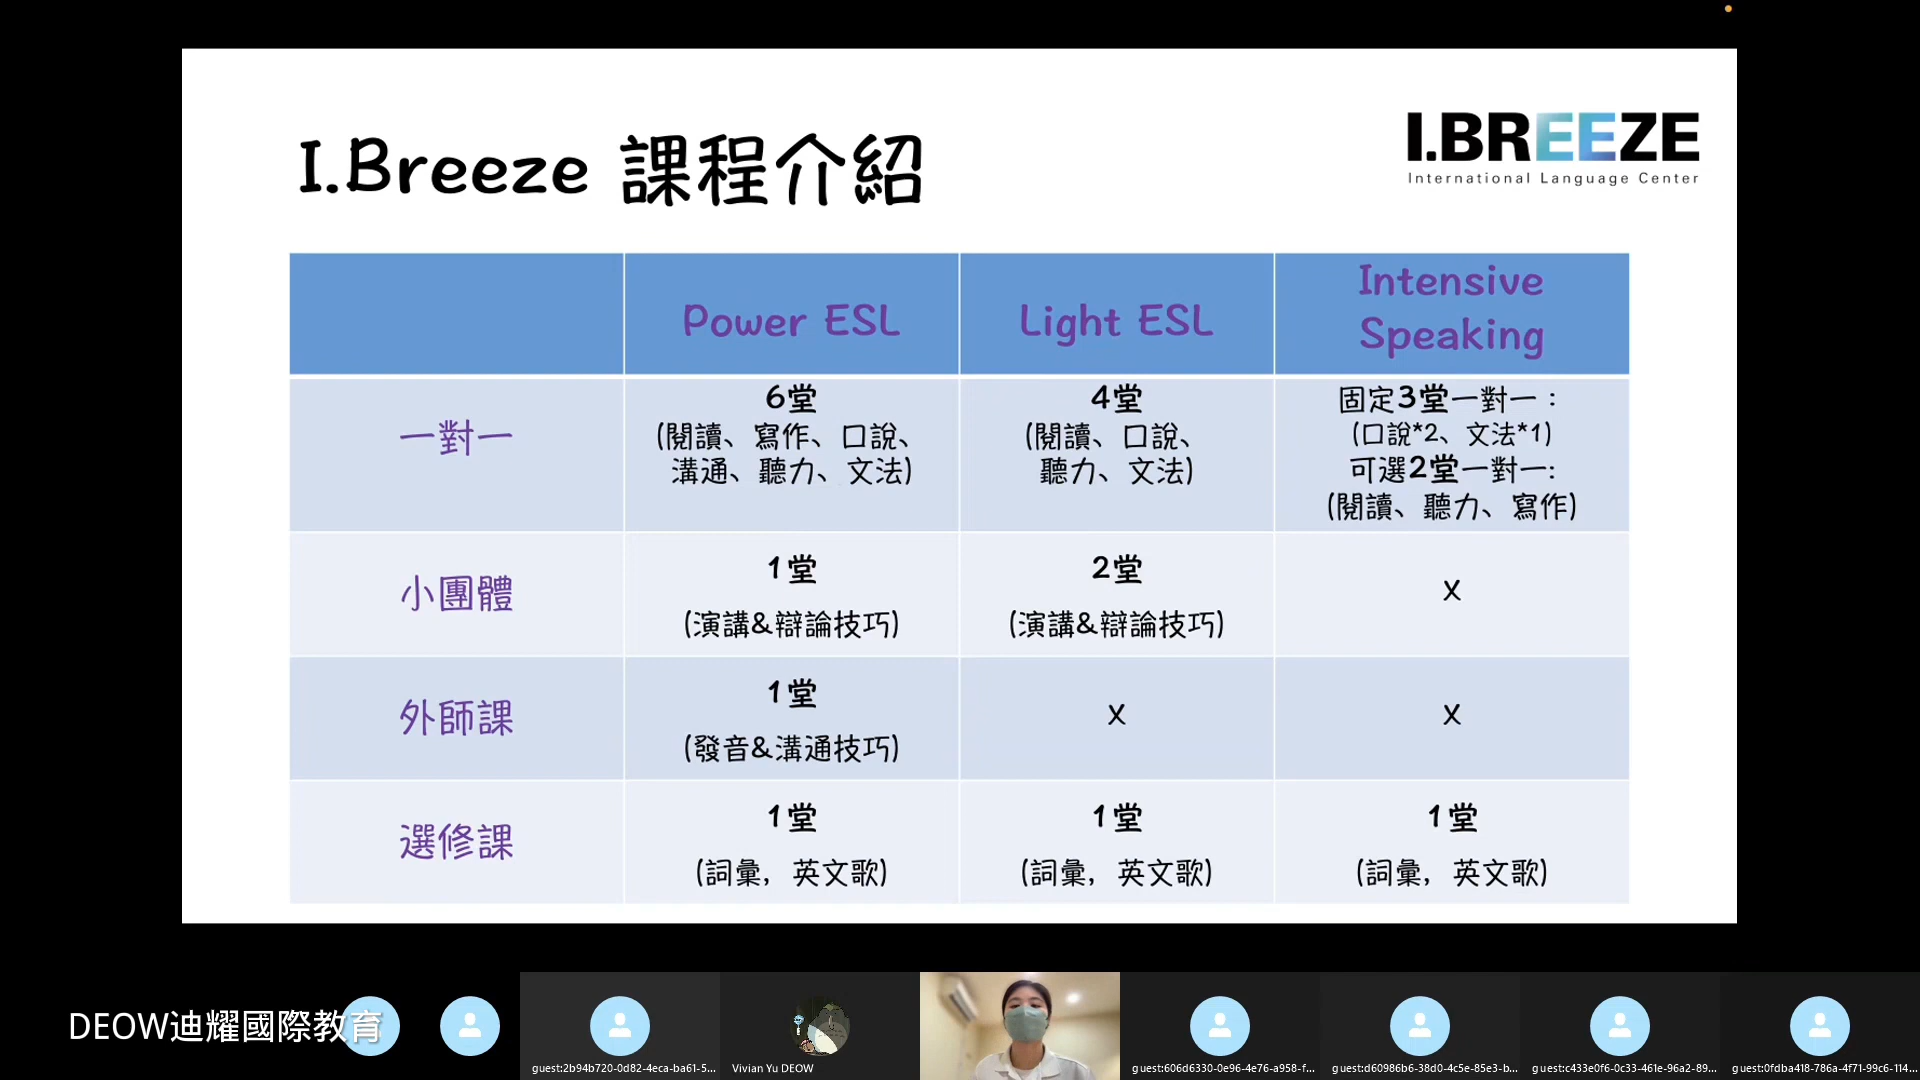 I.Breeze 課程介紹
I.BREEZE
International Language Center
Power ESL
Light ESL
Intensive
Speaking
一對一
6堂
(閱讀、寫作、口說、
溝通、聽力、文法)
4堂
(閱讀、口說、
聽力、文法)
固定3堂一對一：
(口說*2、文法*1)
可選2堂一對一:
(閱讀、聽力、寫作)
小團體
1堂
(演講&辯論技巧)
2堂
(演講&辯論技巧)
X
外師課
1堂
(發音&溝通技巧)
X
X
選修課
1堂
(詞彙, 英文歌)
1堂
(詞彙, 英文歌)
1堂
(詞彙, 英文歌)
DEOW迪耀國際教育
guest:2b94b720-0d82-4eca-ba61-5...
Vivian Yu DEOW
guest:606d6330-0e96-4e76-a958-f...
guest:d60986b6-38d0-4c5e-85e3-b...
guest:c433e0f6-0c33-461e-96a2-89...
guest:0fdba418-786a-4f71-99c6-114...